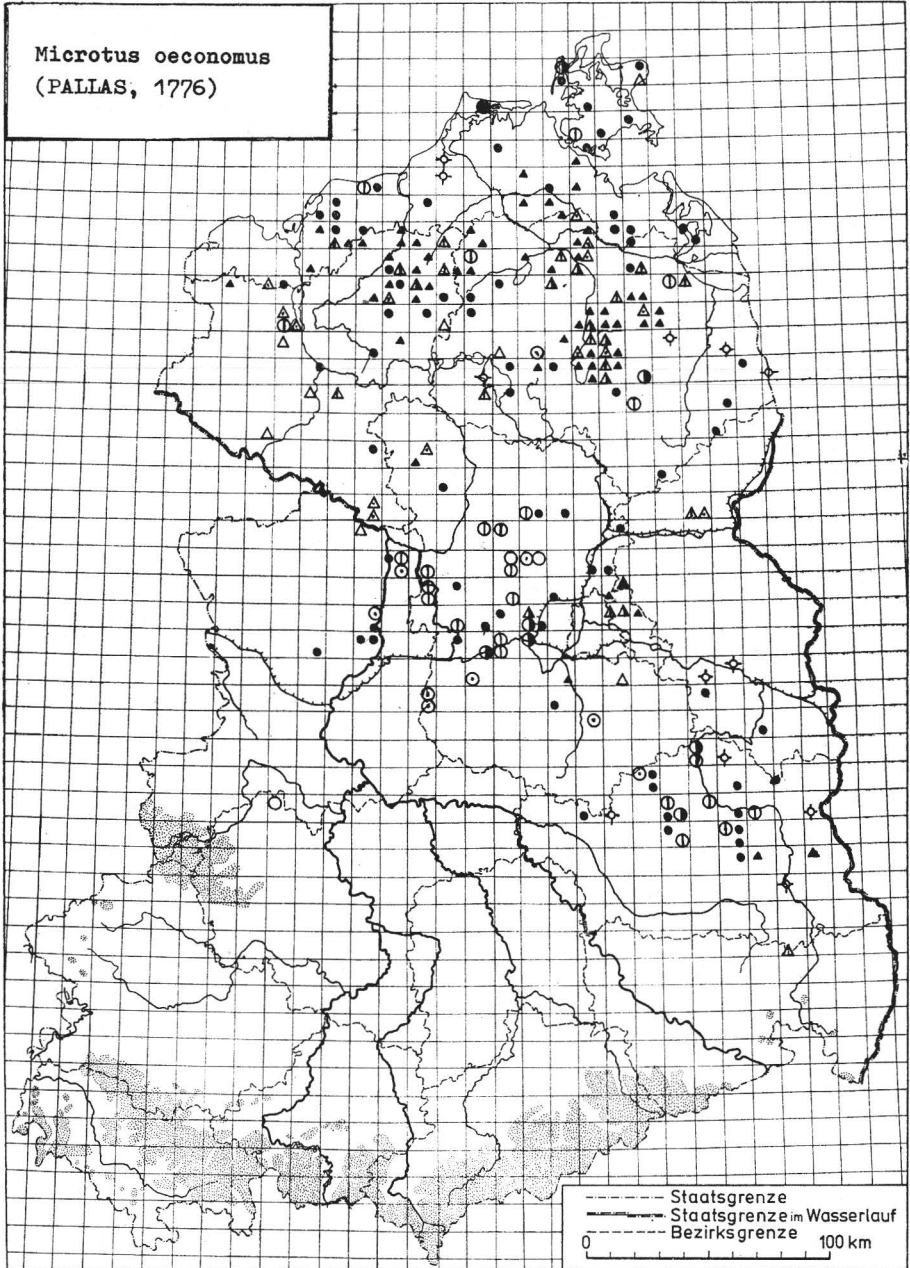 Microtus oeconomus
(PALLAS, 1776)
Staatsgrenze
Staatsgrenze im Wasserlauf
Bezirksgrenze
0 100 km